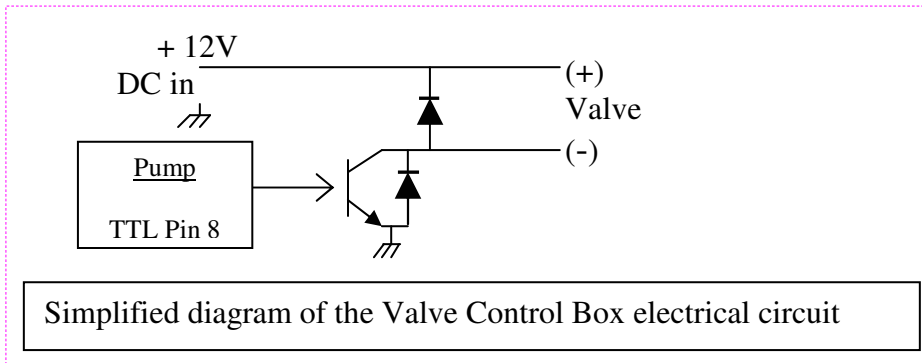 + 12V
DC in
(+)
Valve
(-)
Pump
TTL Pin 8
Simplified diagram of the Valve Control Box electrical circuit